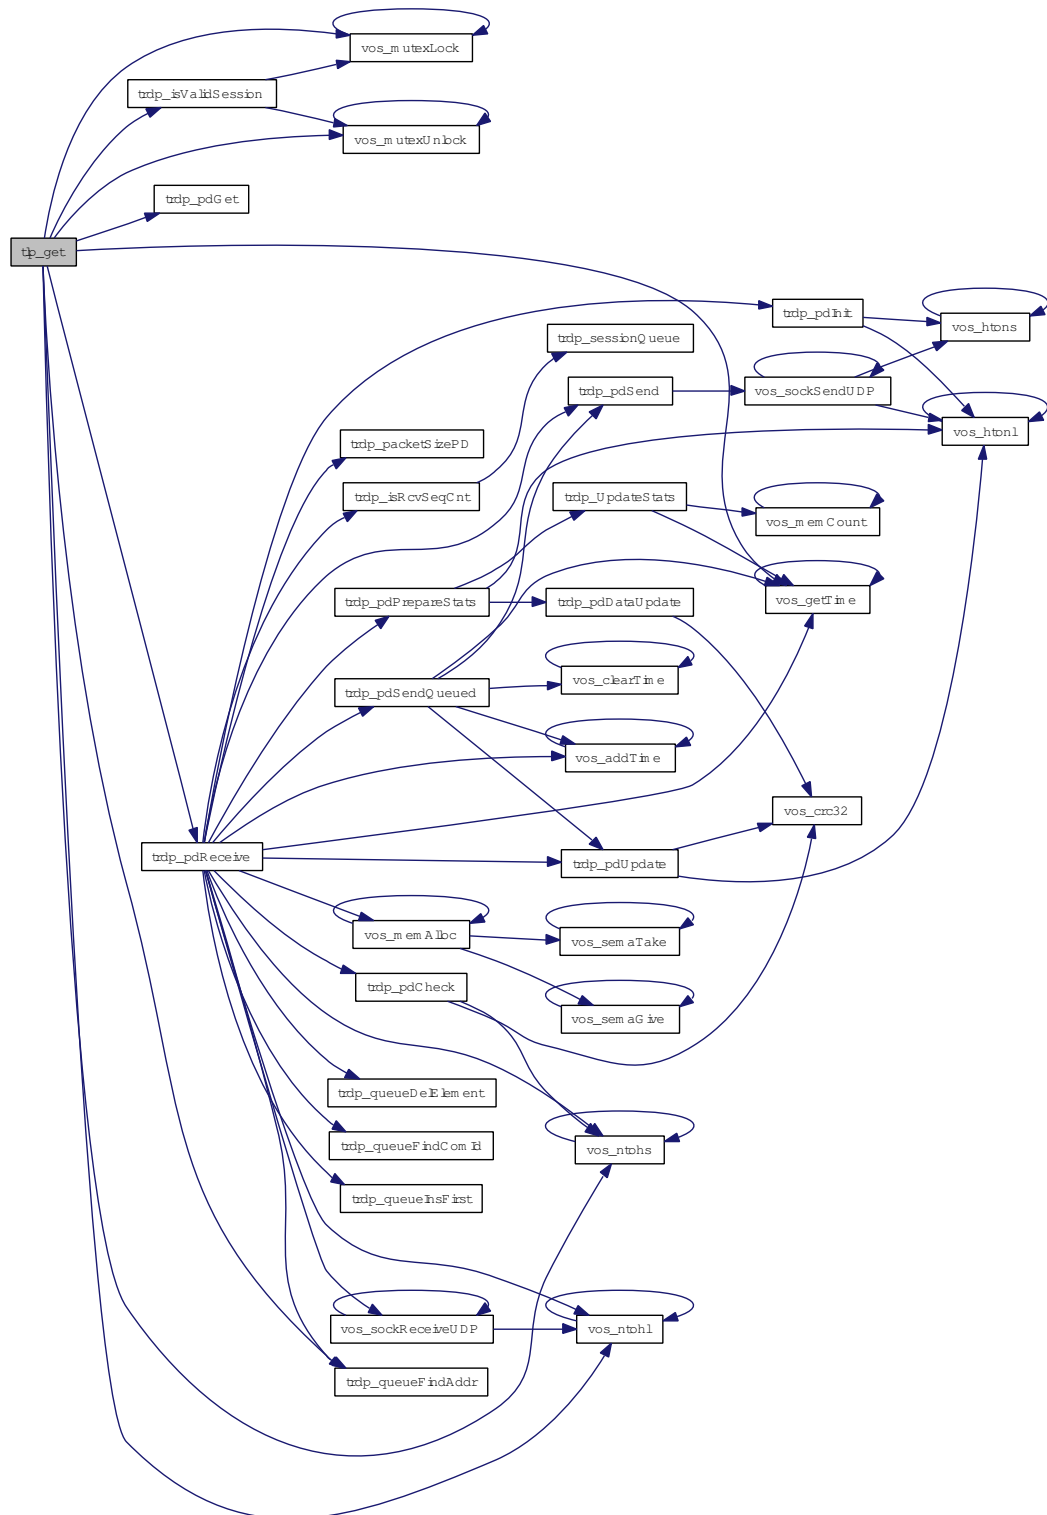 vos_mutexLock
trdp_isValidSession
vos_mutexUnlock
trdp_pdGet
tlp_get
trdp_pdInit
vos_htons
trdp_sessionQueue
trdp_pdSend
vos_sockSendUDP
vos_htonl
trdp_packetSizePD
trdp_isRcvSeqCnt
trdp_UpdateStats
vos_memCount
trdp_pdPrepareStats
trdp_pdDataUpdate
vos_getTime
vos_clearTime
trdp_pdSendQueued
vos_addTime
vos_crc32
trdp_pdReceive
trdp_pdUpdate
vos_memAlloc
vos_semaTake
trdp_pdCheck
vos_semaGive
trdp_queueDelElement
trdp_queueFindComId
vos_ntohs
trdp_queueInsFirst
vos_sockReceiveUDP
vos_ntohl
trdp_queueFindAddr